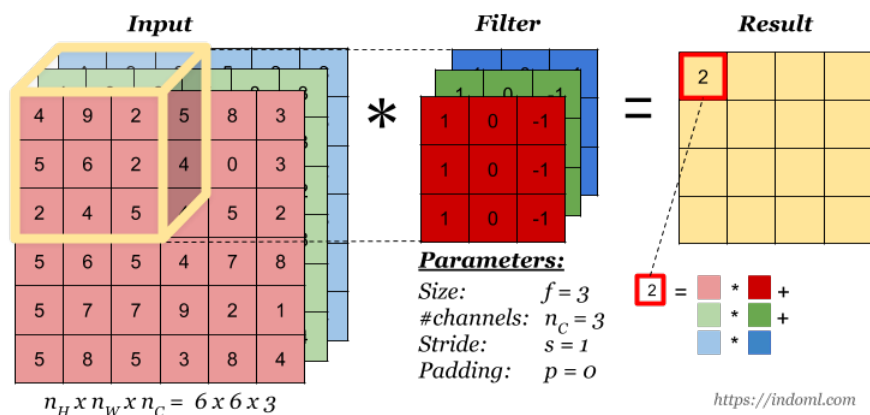 Input Filter Result
4 9 2 5 8 3
5 6 2 4 0 3
2 4 5 5 2
5 6 5 4 7 8
5 7 7 9 2 1
5 8 5 3 8 4
n_H x n_W x n_C = 6 x 6 x 3
*
1 0 -1
1 0 -1
1 0 -1
1 0 -1
=
2
Parameters:
Size: f = 3
#channels: n_C = 3
Stride: s = 1
Padding: p = 0
2 = * +
* +
*
https://indoml.com